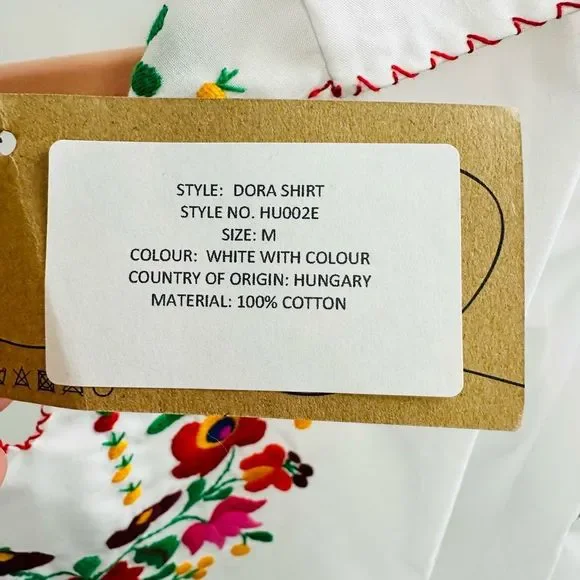 STYLE: DORA SHIRT
STYLE NO. HU002E
SIZE: M
COLOUR: WHITE WITH COLOUR
COUNTRY OF ORIGIN: HUNGARY
MATERIAL: 100% COTTON